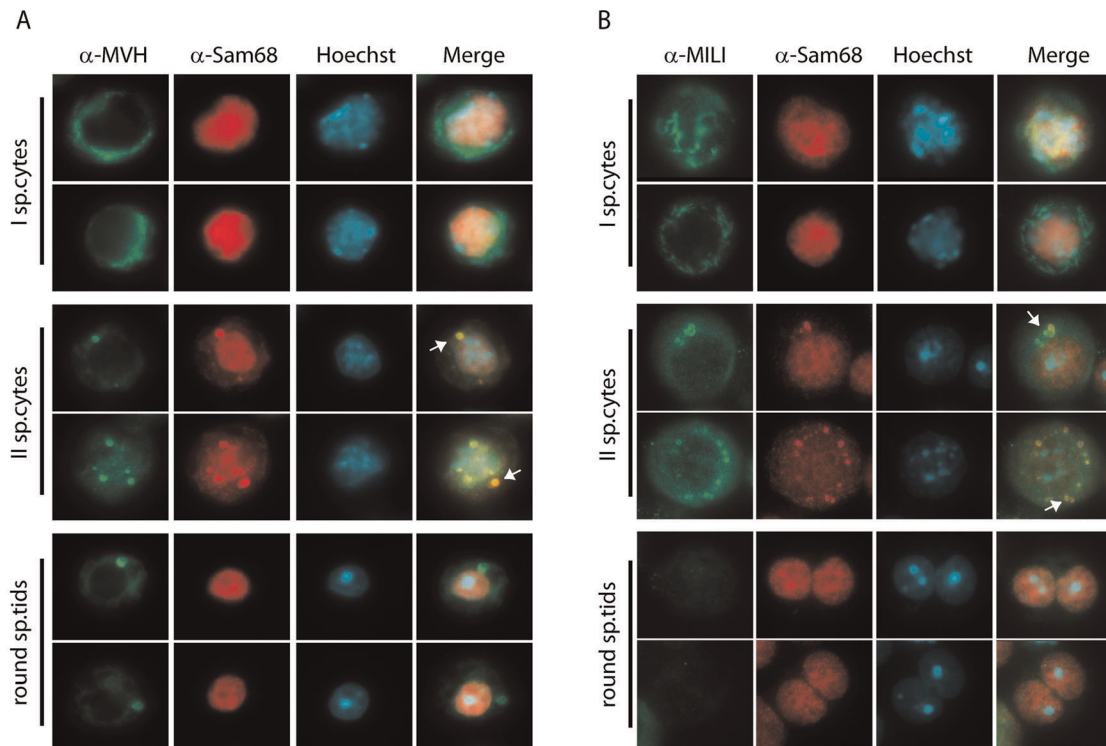 A
α-MVH α-Sam68 Hoechst Merge
I sp.cytes
II sp.cytes
round sp.tids
B
α-MILI α-Sam68 Hoechst Merge
I sp.cytes
II sp.cytes
round sp.tids